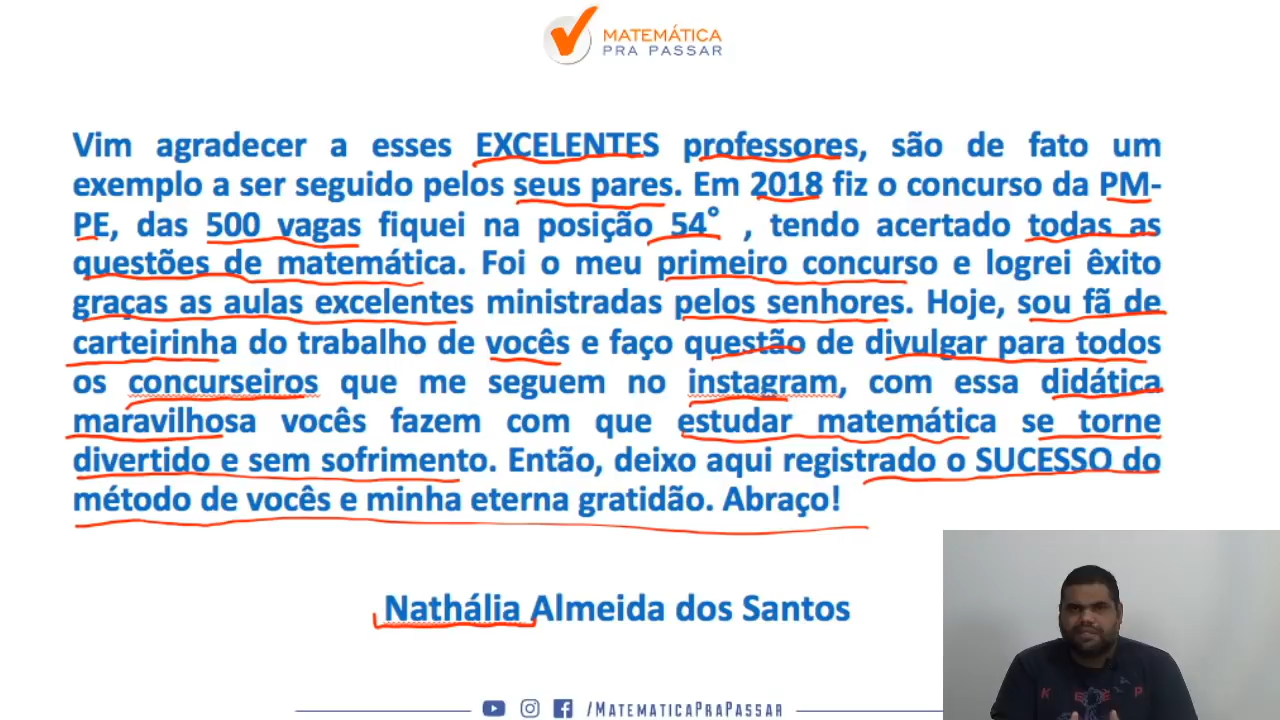 MATEMÁTICA
PRA PASSAR
Vim agradecer a esses EXCELENTES professores, são de fato um
exemplo a ser seguido pelos seus pares. Em 2018 fiz o concurso da PM-
PE, das 500 vagas fiquei na posição 54° , tendo acertado todas as
questões de matemática. Foi o meu primeiro concurso e logrei êxito
graças as aulas excelentes ministradas pelos senhores. Hoje, sou fã de
carteirinha do trabalho de vocês e faço questão de divulgar para todos
os concurseiros que me seguem no instagram, com essa didática
maravilhosa vocês fazem com que estudar matemática se torne
divertido e sem sofrimento. Então, deixo aqui registrado o SUCESSO do
método de vocês e minha eterna gratidão. Abraço!
Nathália Almeida dos Santos
K E E P
/MATEMATICAPRAPASSAR